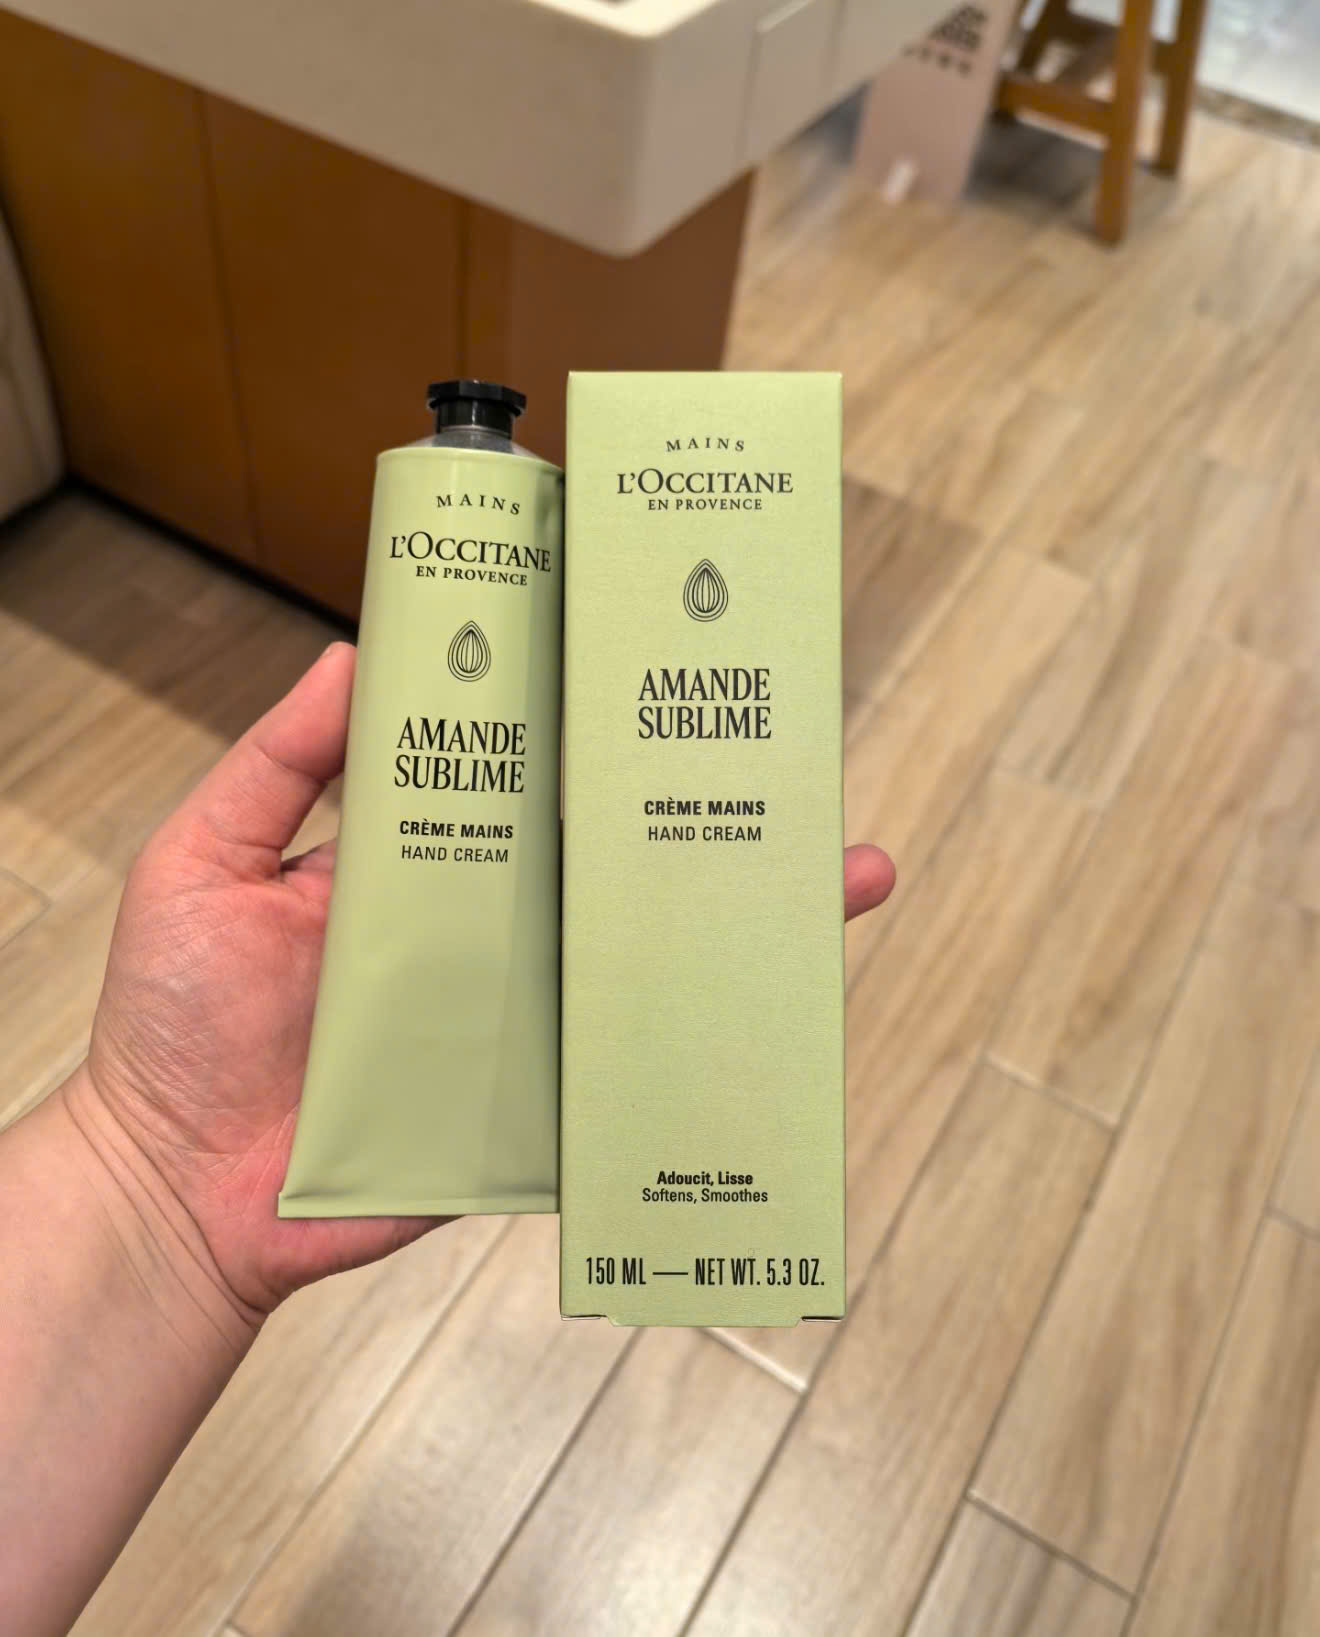 MAINS
L'OCCITANE
EN PROVENCE
AMANDE
SUBLIME
CRÈME MAINS
HAND CREAM
MAINS
L'OCCITANE
EN PROVENCE
AMANDE
SUBLIME
CRÈME MAINS
HAND CREAM
Adoucit, Lisse
Softens, Smoothes
150 ML — NET WT. 5.3 OZ.